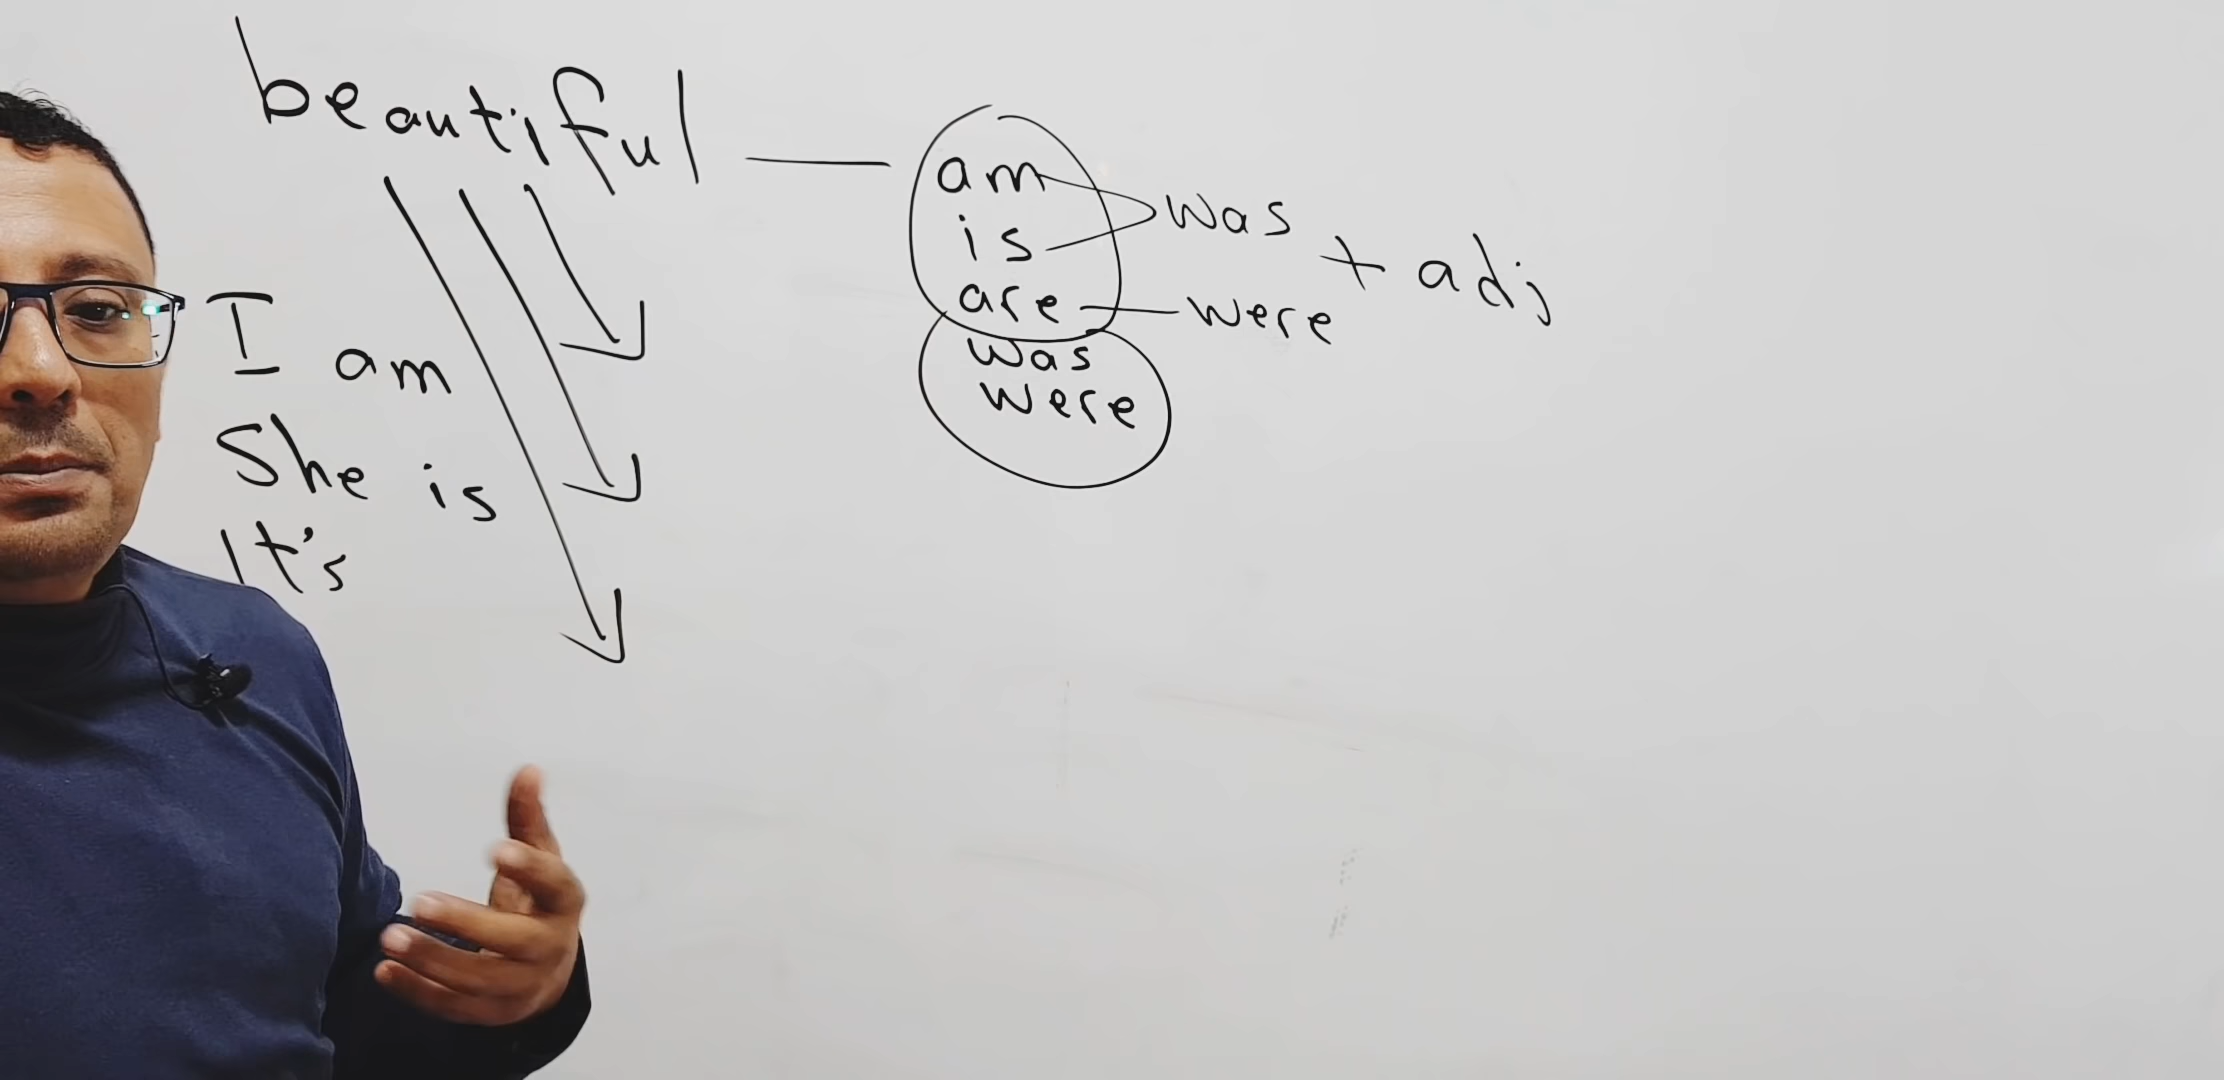 beautiful
am
is
are
was
were
was
were
+ adj
I am
She is
It's